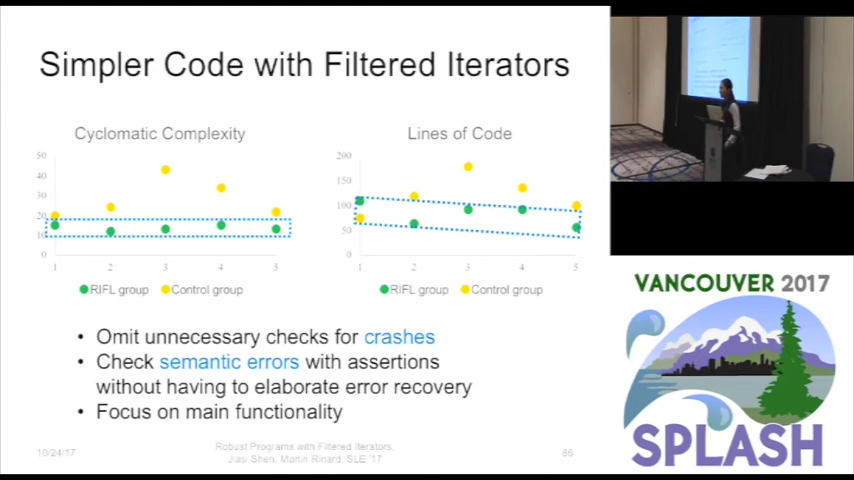 Simpler Code with Filtered Iterators
Cyclomatic Complexity
50
40
30
20
10
0
1 2 3 4 5
RIFL group Control group
Lines of Code
200
150
100
50
0
1 2 3 4 5
RIFL group Control group
• Omit unnecessary checks for crashes
• Check semantic errors with assertions
without having to elaborate error recovery
• Focus on main functionality
10/24/17
Robust Programs with Filtered Iterators,
Jiasi Shen, Martin Rinard, SLE '17
86
VANCOUVER 2017
SPLASH